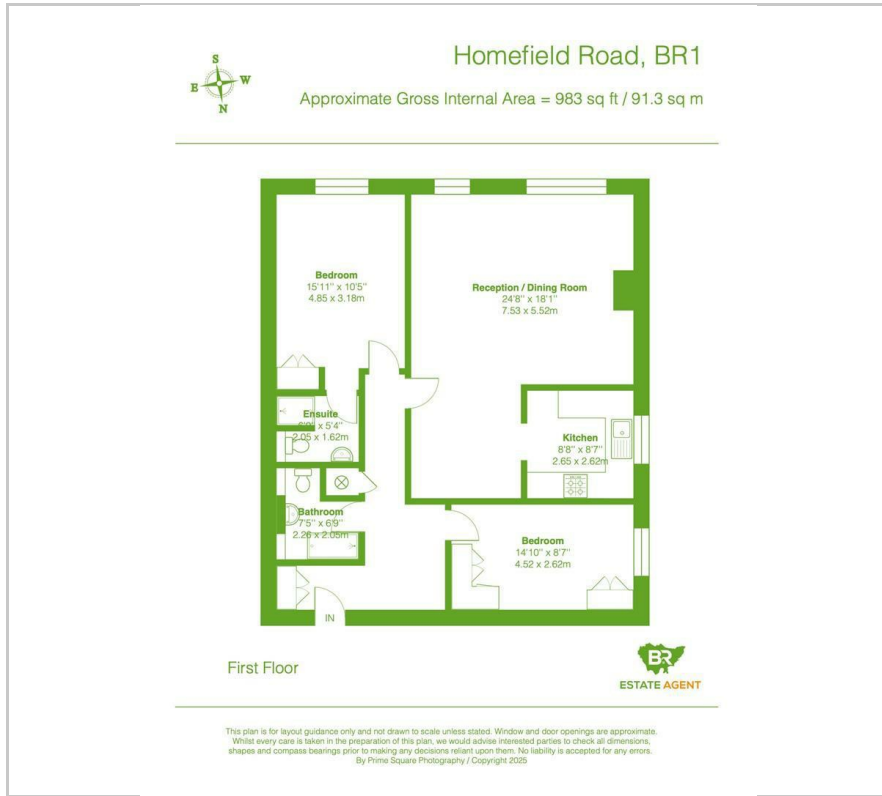 Homefield Road, BR1
S
E W
N
Approximate Gross Internal Area = 983 sq ft / 91.3 sq m
Bedroom
15'11" x 10'5"
4.85 x 3.18m
Reception / Dining Room
24'8" x 18'1"
7.53 x 5.52m
Ensuite
x 5'4"
2.05 x 1.62m
Kitchen
8'8" x 8'7"
2.65 x 2.62m
Bathroom
7'5" x 6'9"
2.26 x 2.05m
Bedroom
14'10" x 8'7"
4.52 x 2.62m
IN
First Floor
BR
ESTATE AGENT
This plan is for layout guidance only and not drawn to scale unless stated. Window and door openings are approximate.
Whilst every care is taken in the preparation of this plan, we would advise interested parties to check all dimensions,
shapes and compass bearings prior to making any decisions reliant upon them. No liability is accepted for any errors.
By Prime Square Photography / Copyright 2025